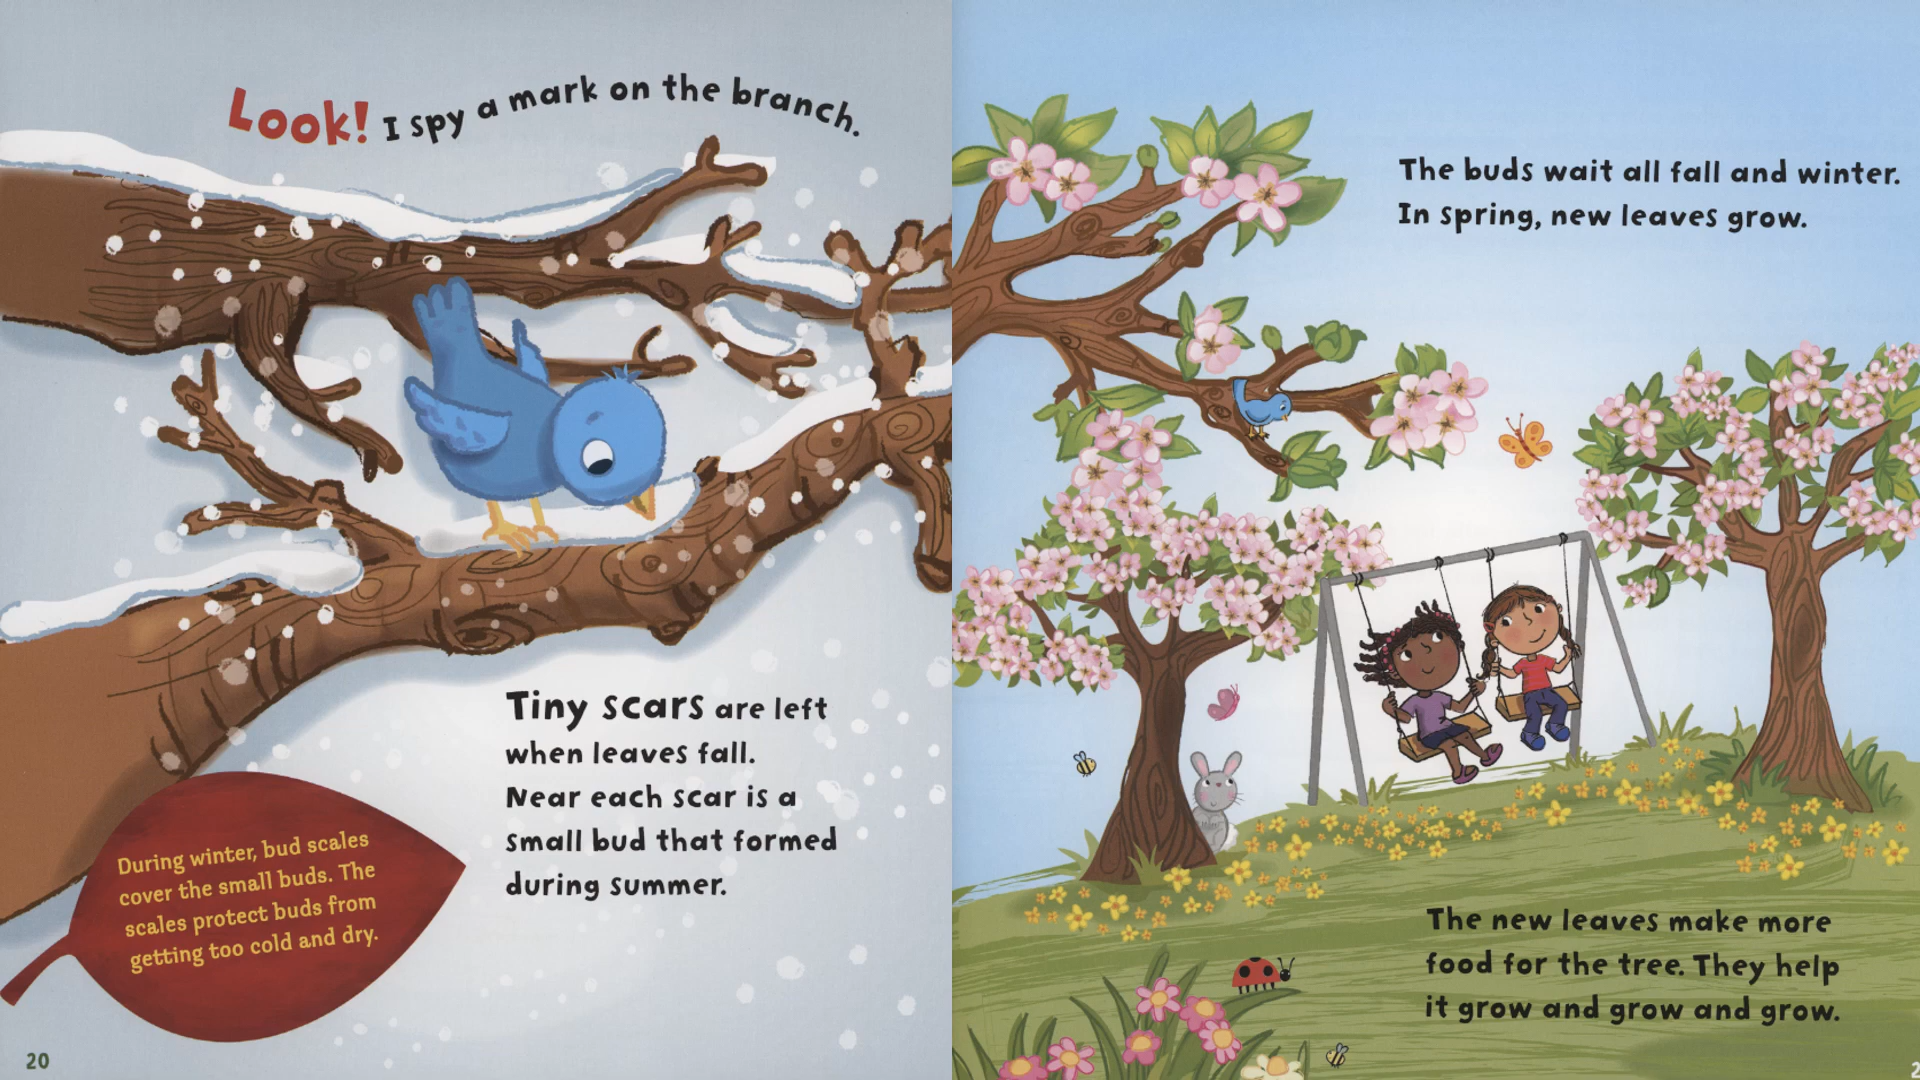 Look! I spy a mark on the branch.
Tiny scars are left
when leaves fall.
Near each scar is a
small bud that formed
during summer.
During winter, bud scales
cover the small buds. The
scales protect buds from
getting too cold and dry.
20
The buds wait all fall and winter.
In spring, new leaves grow.
The new leaves make more
food for the tree. They help
it grow and grow and grow.